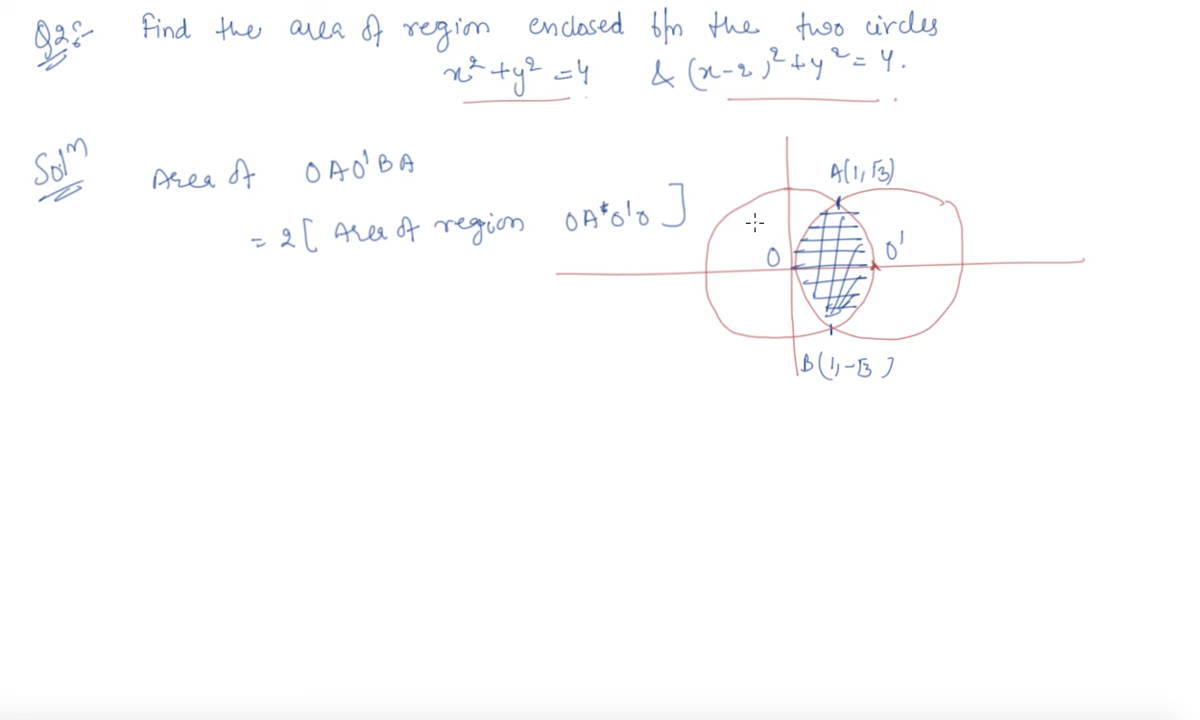 Q2:- Find the area of region enclosed b/n the two circles
x² + y² = 4 & (x-2)² + y² = 4.
Solⁿ Area of OAO'BA
= 2[ Area of region OA*O'O ]
A(1, √3)
O O'
B(1, -√3)